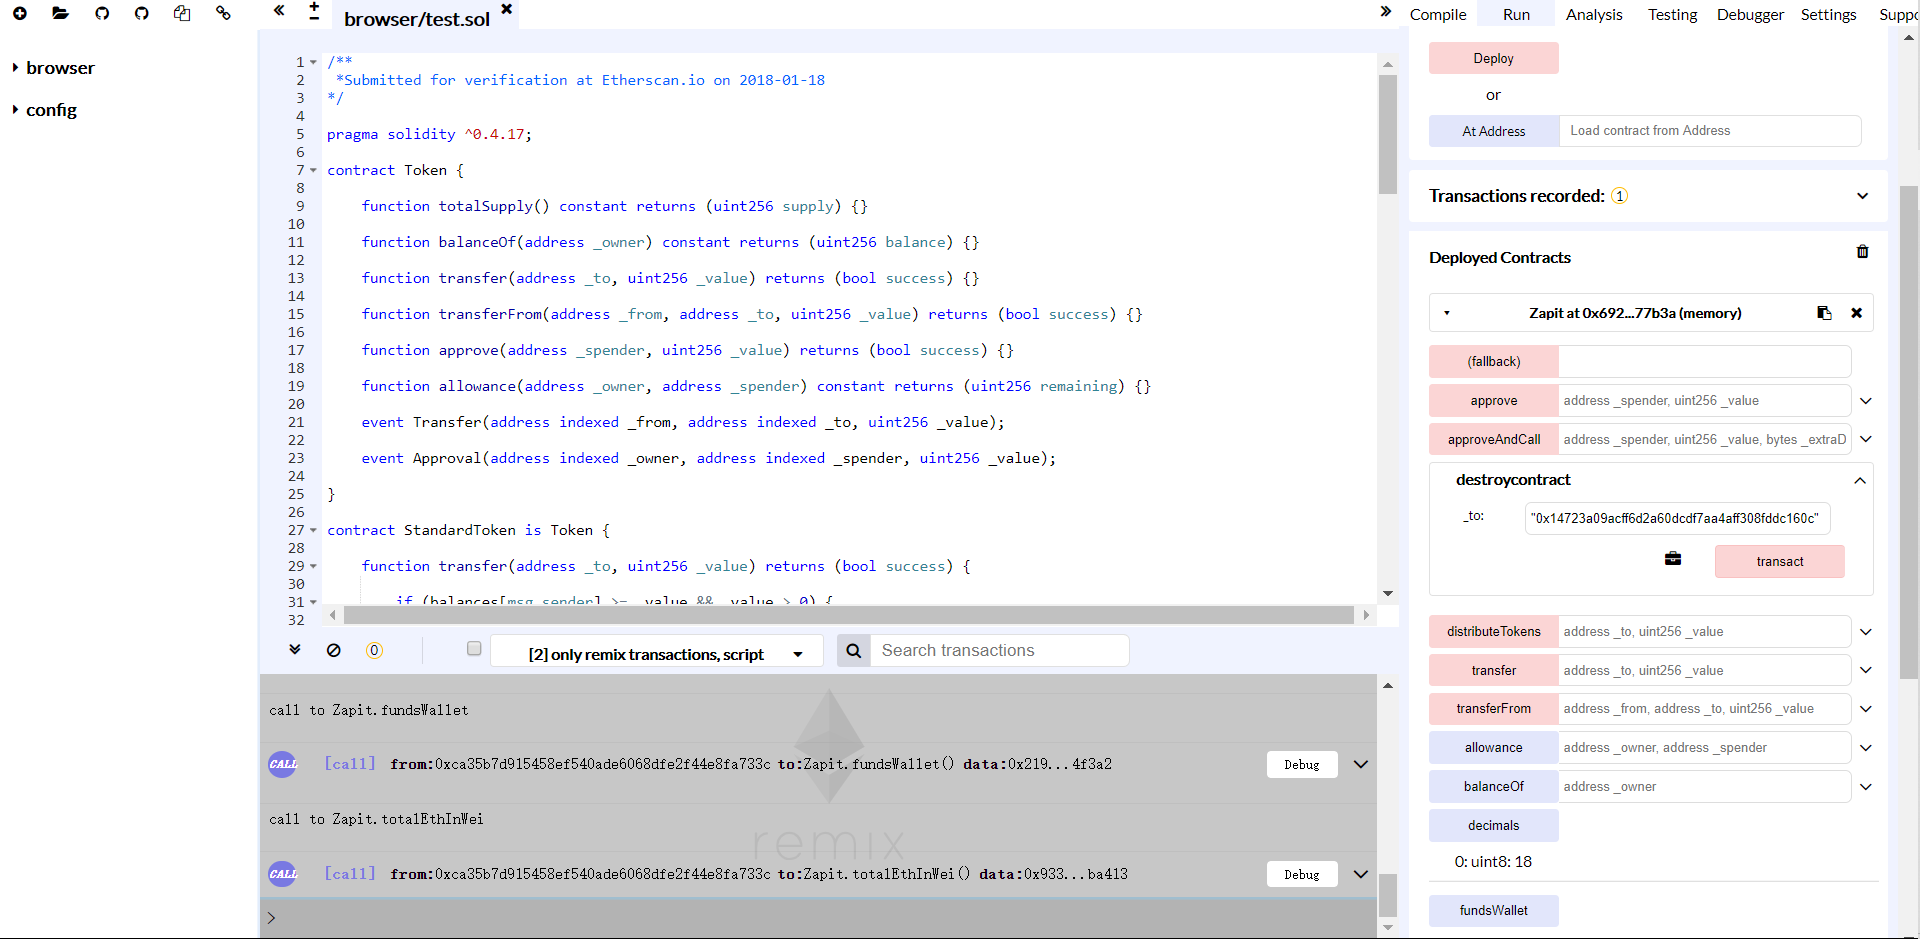 browser
config
browser/test.sol
1 /**
2 *Submitted for verification at Etherscan.io on 2018-01-18
3 */
4
5 pragma solidity ^0.4.17;
6
7 contract Token {
8
9 function totalSupply() constant returns (uint256 supply) {}
10
11 function balanceOf(address _owner) constant returns (uint256 balance) {}
12
13 function transfer(address _to, uint256 _value) returns (bool success) {}
14
15 function transferFrom(address _from, address _to, uint256 _value) returns (bool success) {}
16
17 function approve(address _spender, uint256 _value) returns (bool success) {}
18
19 function allowance(address _owner, address _spender) constant returns (uint256 remaining) {}
20
21 event Transfer(address indexed _from, address indexed _to, uint256 _value);
22
23 event Approval(address indexed _owner, address indexed _spender, uint256 _value);
24
25 }
26
27 contract StandardToken is Token {
28
29 function transfer(address _to, uint256 _value) returns (bool success) {
30
31 if (balances[msg.sender] >= _value && _value > 0) {
32
0
[2] only remix transactions, script
Search transactions
call to Zapit.fundsWallet
CALL [call] from:0xca35b7d915458ef540ade6068dfe2f44e8fa733c to:Zapit.fundsWallet() data:0x219...4f3a2 Debug
call to Zapit.totalEthInWei
remix
CALL [call] from:0xca35b7d915458ef540ade6068dfe2f44e8fa733c to:Zapit.totalEthInWei() data:0x933...ba413 Debug
>
Compile Run Analysis Testing Debugger Settings Suppo
Deploy
or
At Address Load contract from Address
Transactions recorded: 1
Deployed Contracts
Zapit at 0x692...77b3a (memory)
(fallback)
approve address _spender, uint256 _value
approveAndCall address _spender, uint256 _value, bytes _extraD
destroycontract
_to: "0x14723a09acff6d2a60dcdf7aa4aff308fddc160c"
transact
distributeTokens address _to, uint256 _value
transfer address _to, uint256 _value
transferFrom address _from, address _to, uint256 _value
allowance address _owner, address _spender
balanceOf address _owner
decimals
0: uint8: 18
fundsWallet